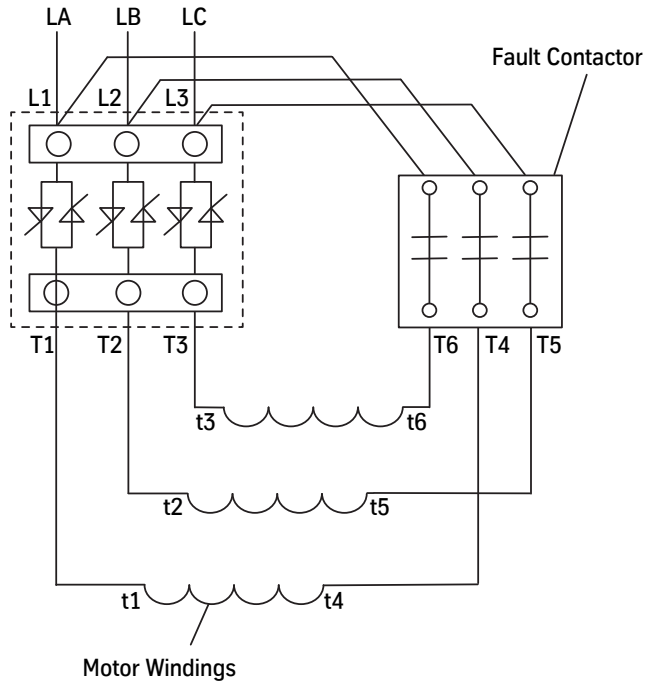 LA LB LC
Fault Contactor
L1 L2 L3
T1 T2 T3
T6 T4 T5
t3 t6
t2 t5
t1 t4
Motor Windings